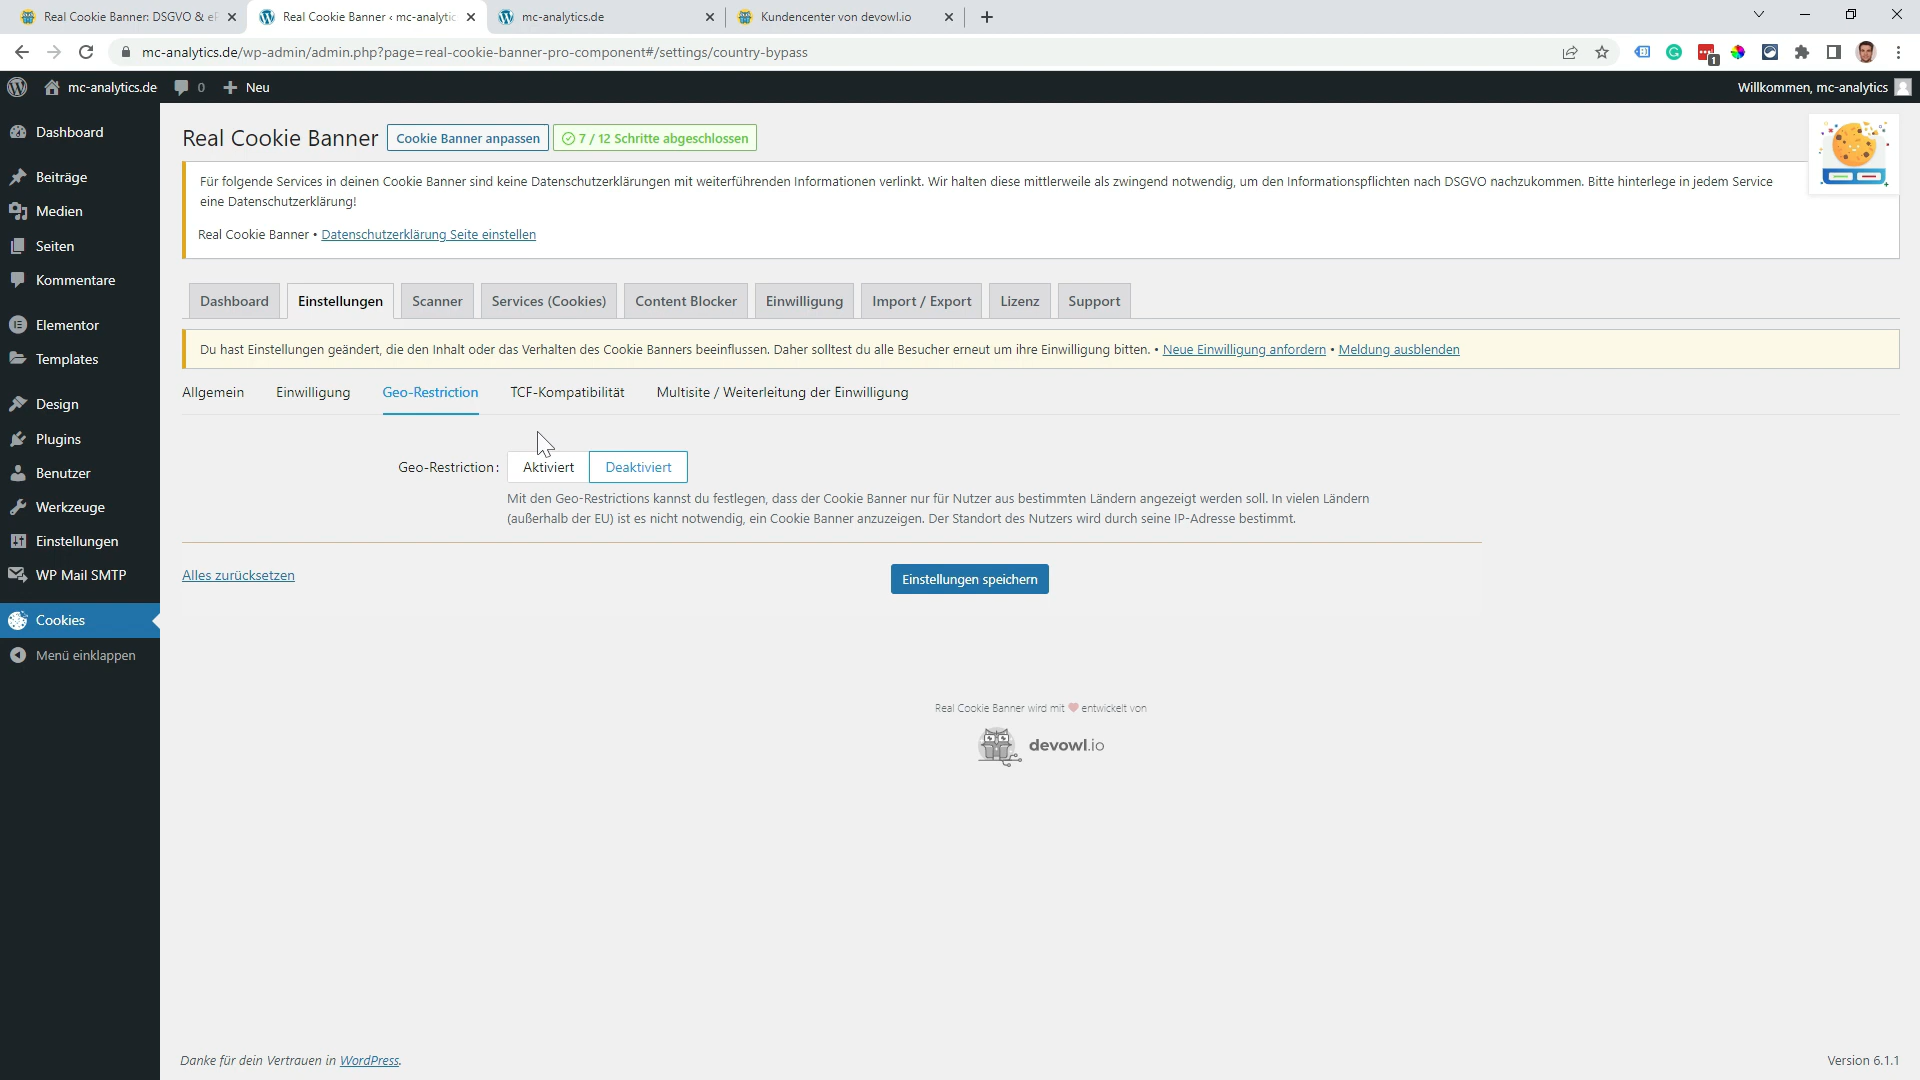 Real Cookie Banner: DSGVO & eF
Real Cookie Banner ‹ mc-analytic
mc-analytics.de
Kundencenter von devowl.io
mc-analytics.de/wp-admin/admin.php?page=real-cookie-banner-pro-component#/settings/country-bypass
1
mc-analytics.de
0
Neu
Willkommen, mc-analytics
Dashboard
Beiträge
Medien
Seiten
Kommentare
Elementor
Templates
Design
Plugins
Benutzer
Werkzeuge
Einstellungen
WP Mail SMTP
Cookies
Menü einklappen
Real Cookie Banner
Cookie Banner anpassen
7 / 12 Schritte abgeschlossen
Für folgende Services in deinen Cookie Banner sind keine Datenschutzerklärungen mit weiterführenden Informationen verlinkt. Wir halten diese mittlerweile als zwingend notwendig, um den Informationspflichten nach DSGVO nachzukommen. Bitte hinterlege in jedem Service
eine Datenschutzerklärung!
Real Cookie Banner • Datenschutzerklärung Seite einstellen
Dashboard
Einstellungen
Scanner
Services (Cookies)
Content Blocker
Einwilligung
Import / Export
Lizenz
Support
Du hast Einstellungen geändert, die den Inhalt oder das Verhalten des Cookie Banners beeinflussen. Daher solltest du alle Besucher erneut um ihre Einwilligung bitten. • Neue Einwilligung anfordern • Meldung ausblenden
Allgemein
Einwilligung
Geo-Restriction
TCF-Kompatibilität
Multisite / Weiterleitung der Einwilligung
Geo-Restriction:
Aktiviert
Deaktiviert
Mit den Geo-Restrictions kannst du festlegen, dass der Cookie Banner nur für Nutzer aus bestimmten Ländern angezeigt werden soll. In vielen Ländern
(außerhalb der EU) ist es nicht notwendig, ein Cookie Banner anzuzeigen. Der Standort des Nutzers wird durch seine IP-Adresse bestimmt.
Alles zurücksetzen
Einstellungen speichern
Real Cookie Banner wird mit ❤ entwickelt von
devowl.io
Danke für dein Vertrauen in WordPress.
Version 6.1.1